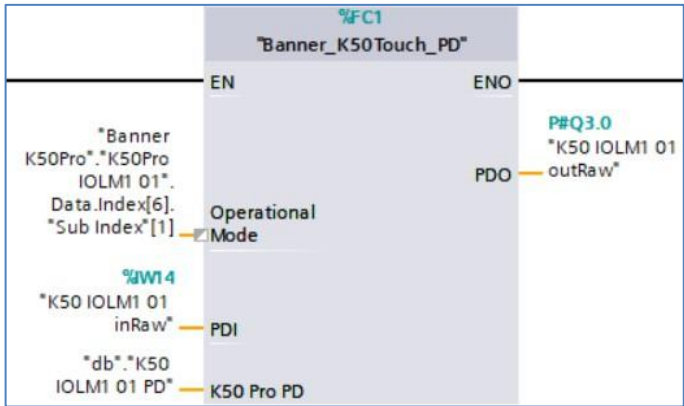 %FC1
"Banner_K50Touch_PD"
EN
ENO
"Banner
K50Pro"."K50Pro
IOLM1 01".
Data.Index[6].
"Sub Index"[1]
Operational
Mode
P#Q3.0
"K50 IOLM1 01
outRaw"
PDO
%IW14
"K50 IOLM1 01
inRaw"
PDI
"db"."K50
IOLM1 01 PD"
K50 Pro PD